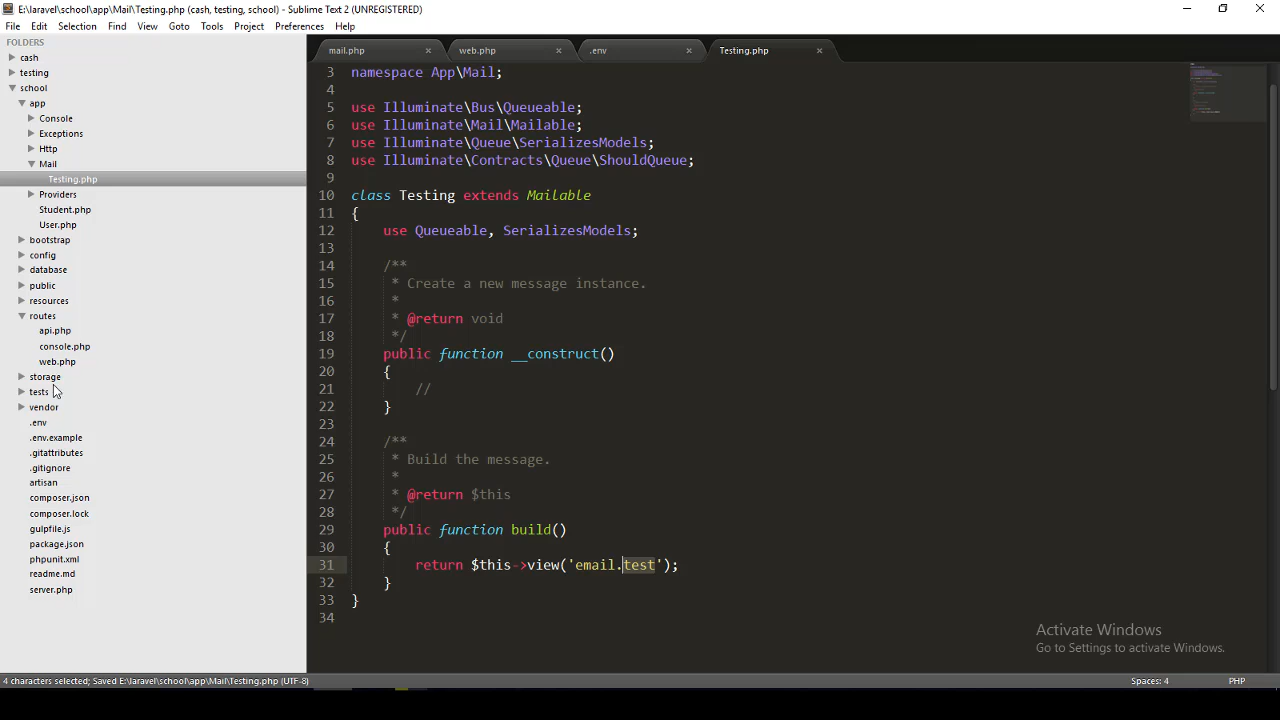 E:\laravel\school\app\Mail\Testing.php (cash, testing, school) - Sublime Text 2 (UNREGISTERED)
File Edit Selection Find View Goto Tools Project Preferences Help
FOLDERS
cash
testing
school
app
Console
Exceptions
Http
Mail
Testing.php
Providers
Student.php
User.php
bootstrap
config
database
public
resources
routes
api.php
console.php
web.php
storage
tests
vendor
.env
.env.example
.gitattributes
.gitignore
artisan
composer.json
composer.lock
gulpfile.js
package.json
phpunit.xml
readme.md
server.php
mail.php web.php .env Testing.php
3 namespace App\Mail;
4
5 use Illuminate\Bus\Queueable;
6 use Illuminate\Mail\Mailable;
7 use Illuminate\Queue\SerializesModels;
8 use Illuminate\Contracts\Queue\ShouldQueue;
9
10 class Testing extends Mailable
11 {
12 use Queueable, SerializesModels;
13
14 /**
15 * Create a new message instance.
16 *
17 * @return void
18 */
19 public function __construct()
20 {
21 //
22 }
23
24 /**
25 * Build the message.
26 *
27 * @return $this
28 */
29 public function build()
30 {
31 return $this->view('email.test');
32 }
33 }
34
Activate Windows
Go to Settings to activate Windows.
4 characters selected; Saved E:\laravel\school\app\Mail\Testing.php (UTF-8) Spaces: 4 PHP